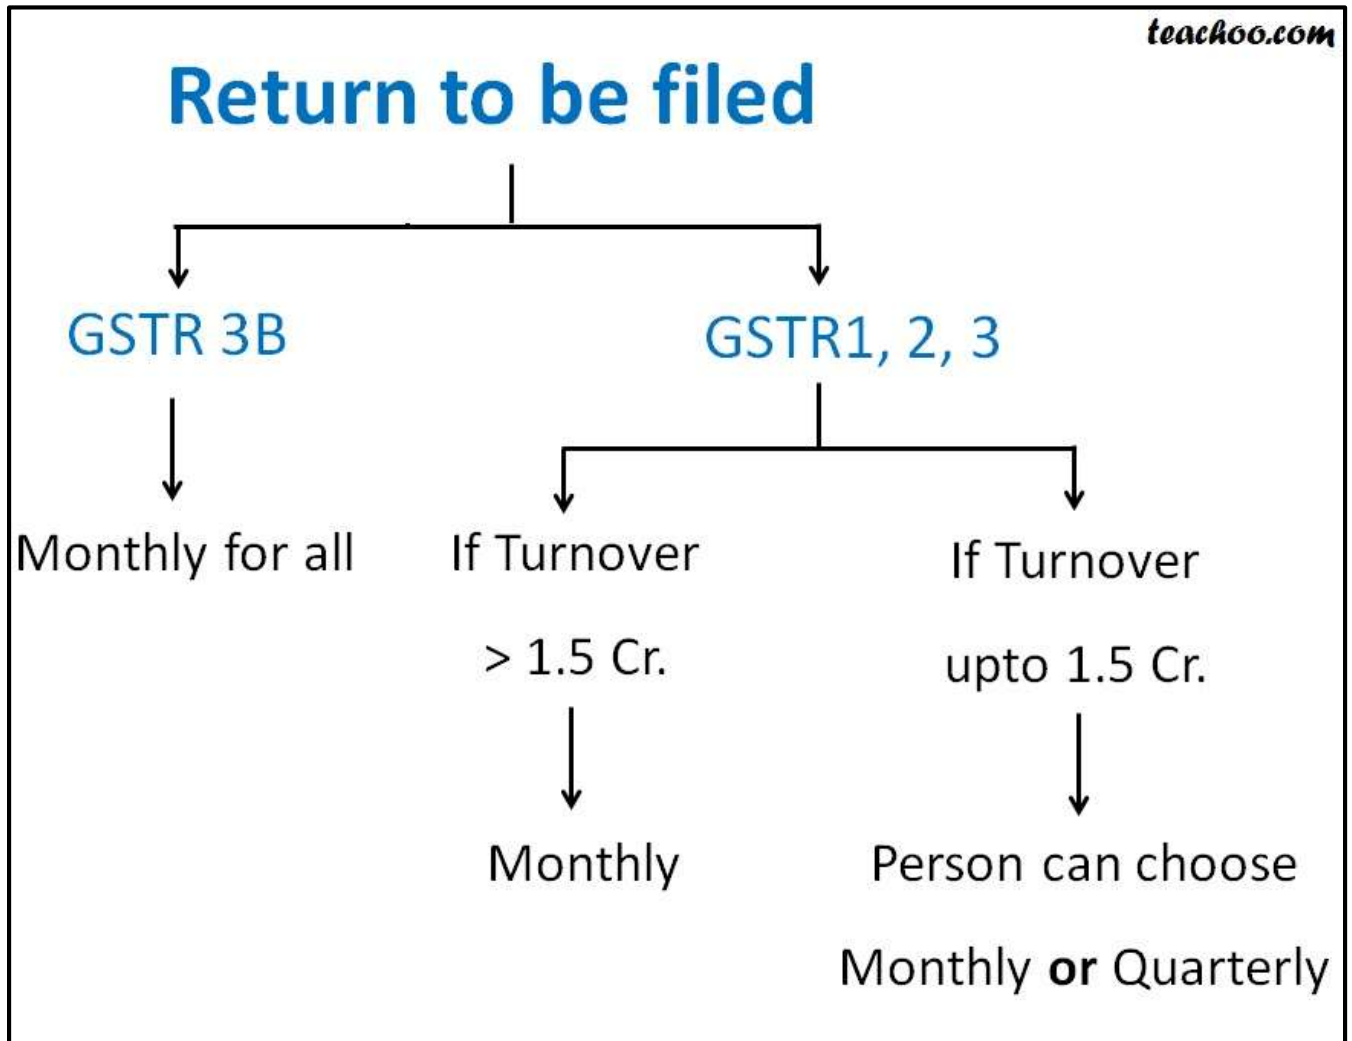 teachoo.com
Return to be filed
GSTR 3B
GSTR1, 2, 3
Monthly for all
If Turnover
> 1.5 Cr.
Monthly
If Turnover
upto 1.5 Cr.
Person can choose
Monthly or Quarterly